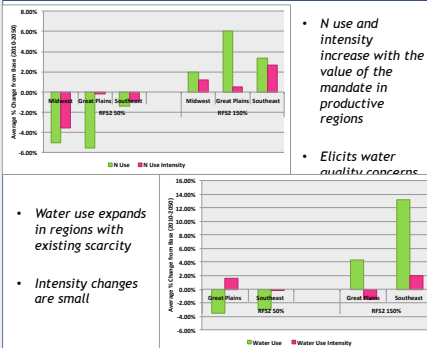 8.00%
6.00%
4.00%
2.00%
0.00%
-2.00%
-4.00%
-6.00%
Average % Change from Base (2010-2050)
Midwest Great Plains Southeast Midwest Great Plains Southeast
RFS2 50% RFS2 150%
N Use N Use Intensity
• N use and
intensity
increase with the
value of the
mandate in
productive
regions
• Elicits water
quality concerns
• Water use expands
in regions with
existing scarcity
• Intensity changes
are small
16.00%
14.00%
12.00%
10.00%
8.00%
6.00%
4.00%
2.00%
0.00%
-2.00%
-4.00%
-6.00%
Average % Change from Base (2010-2050)
Great Plains Southeast Great Plains Southeast
RFS2 50% RFS2 150%
Water Use Water Use Intensity